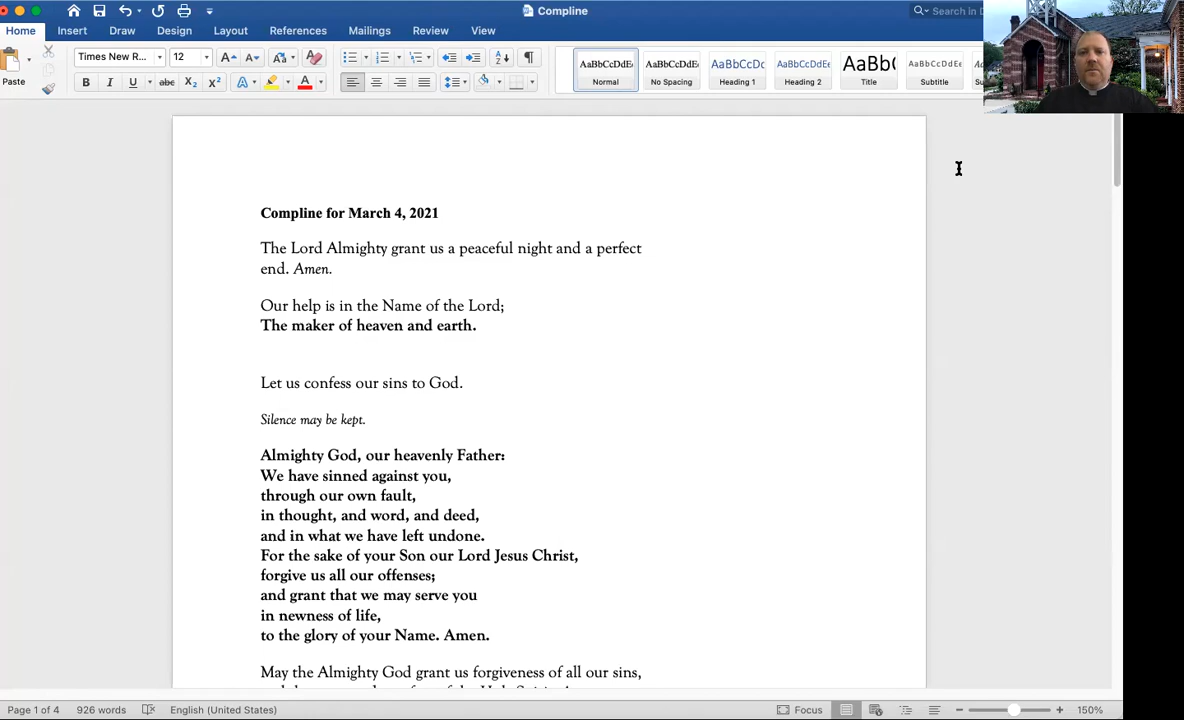 Compline
Search in D
Home Insert Draw Design Layout References Mailings Review View
Paste
Times New R... 12
B I U abc X2 X2 A A
AaBbCcDdEe AaBbCcDdEe AaBbCcDc AaBbCcDdEe AaBb( AaBbCcDdEe
Normal No Spacing Heading 1 Heading 2 Title Subtitle
Compline for March 4, 2021
The Lord Almighty grant us a peaceful night and a perfect
end. Amen.
Our help is in the Name of the Lord;
The maker of heaven and earth.
Let us confess our sins to God.
Silence may be kept.
Almighty God, our heavenly Father:
We have sinned against you,
through our own fault,
in thought, and word, and deed,
and in what we have left undone.
For the sake of your Son our Lord Jesus Christ,
forgive us all our offenses;
and grant that we may serve you
in newness of life,
to the glory of your Name. Amen.
May the Almighty God grant us forgiveness of all our sins,
Page 1 of 4 926 words English (United States) Focus 150%